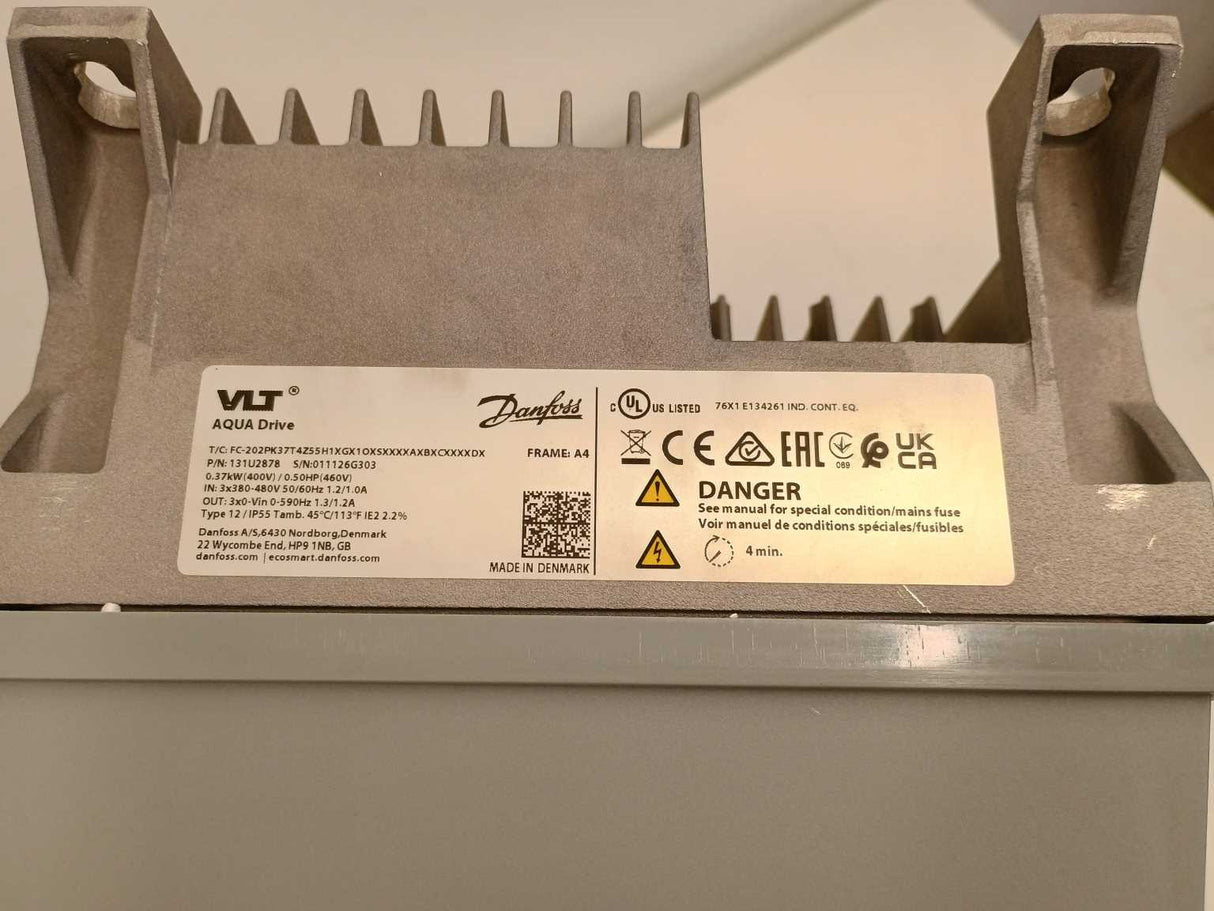 VLT®
AQUA Drive
Danfoss
T/C: FC-202PK37T4Z55H1XGX1OXSXXXXAXBXCXXXXDX
FRAME: A4
P/N: 131U2878 S/N:011126G303
0.37kW(400V) / 0.50HP(460V)
IN: 3x380-480V 50/60Hz 1.2/1.0A
OUT: 3x0-Vin 0-590Hz 1.3/1.2A
Type 12 / IP55 Tamb. 45°C/113°F IE2 2.2%
Danfoss A/S,6430 Nordborg,Denmark
22 Wycombe End, HP9 1NB, GB
danfoss.com | ecosmart.danfoss.com
MADE IN DENMARK
C UL US LISTED 76X1 E134261 IND. CONT. EQ.
CE EAC 089 UK CA
DANGER
See manual for special condition/mains fuse
Voir manuel de conditions spéciales/fusibles
4 min.